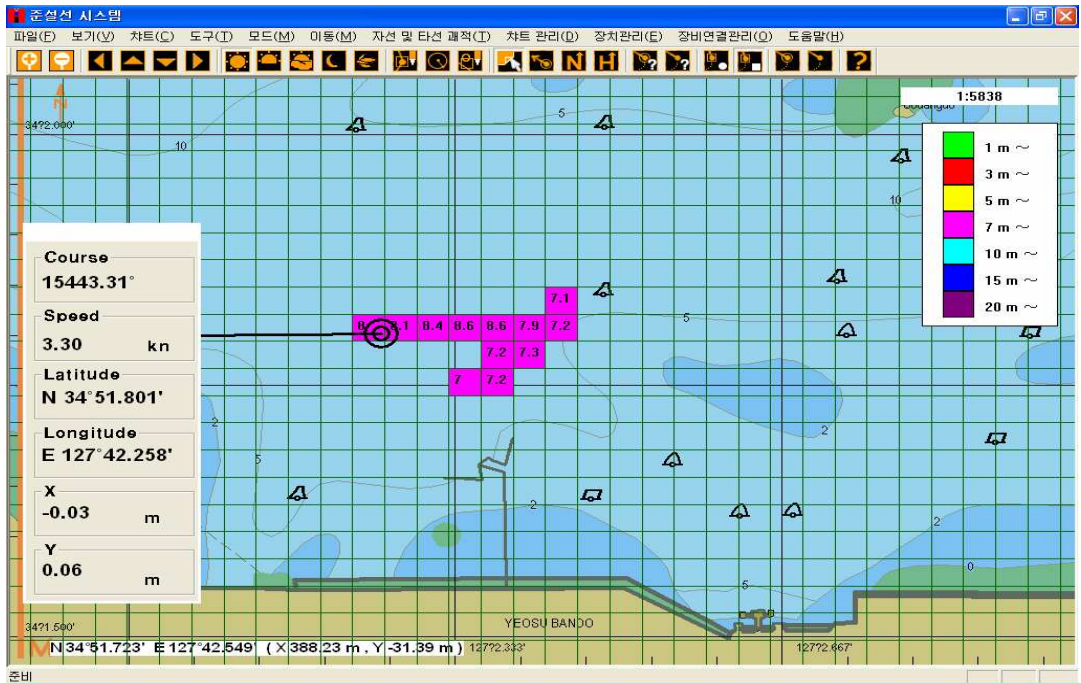 준설선 시스템
파일(F) 보기(V) 챠트(C) 도구(T) 모드(M) 이동(M) 자선 및 타선 궤적(T) 챠트 관리(D) 장치관리(E) 장비연결관리(O) 도움말(H)
N
1:5838
34?2.000'
5
10
10
1 m ~
3 m ~
5 m ~
7 m ~
10 m ~
15 m ~
20 m ~
Course
15443.31°
Speed
3.30 kn
Latitude
N 34°51.801'
Longitude
E 127°42.258'
X
-0.03 m
Y
0.06 m
7.1
8.1 8.4 8.6 8.6 7.9 7.2
7.2 7.3
7 7.2
5
2
2
5
2
2
0
5
YEOSU BANDO
34?1.500'
N 34°51.723' E 127°42.549' ( X 388.23 m , Y -31.39 m )
127?2.333'
127?2.667'
준비